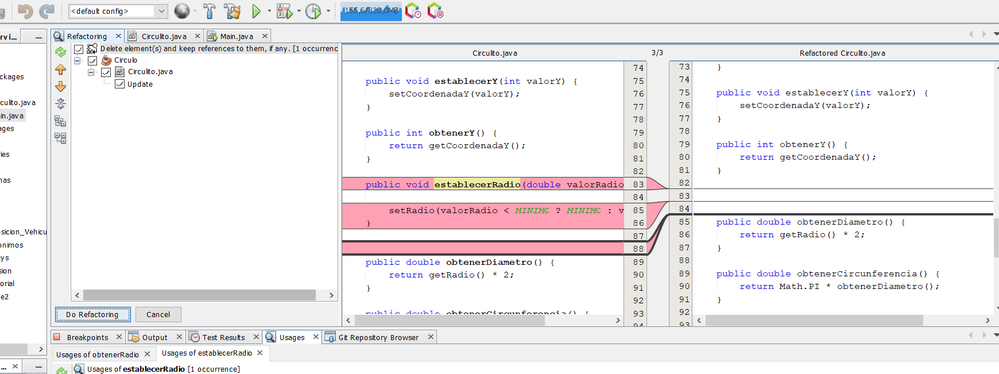 <default config>
155,6/320,0MB
rvi...
Refactoring
Circulito.java
Main.java
ckages
culito.java
in.java
ages
ies
nas
sicion_Vehicu
onimos
ys
sion
orial
e2
...
Delete element(s) and keep references to them, if any. [1 occurrenc
Circulo
Circulito.java
Update
Do Refactoring
Cancel
Circulito.java
3/3
Refactored Circulito.java
74
75 public void establecerY(int valorY) {
76 setCoordenadaY(valorY);
77 }
78
79 public int obtenerY() {
80 return getCoordenadaY();
81 }
82
83 public void establecerRadio(double valorRadio
84
85 setRadio(valorRadio < MINIMC ? MINIMC : v
86 }
87
88
89 public double obtenerDiametro() {
90 return getRadio() * 2;
91 }
92
93 public double obtenerCircunferencia() {
94
73 }
74
75 public void establecerY(int valorY) {
76 setCoordenadaY(valorY);
77 }
78
79 public int obtenerY() {
80 return getCoordenadaY();
81 }
82
83
84
85 public double obtenerDiametro() {
86 return getRadio() * 2;
87 }
88
89 public double obtenerCircunferencia() {
90 return Math.PI * obtenerDiametro();
91 }
92
93
Breakpoints
Output
Test Results
Usages
Git Repository Browser
Usages of obtenerRadio
Usages of establecerRadio
Usages of establecerRadio [1 occurrence]